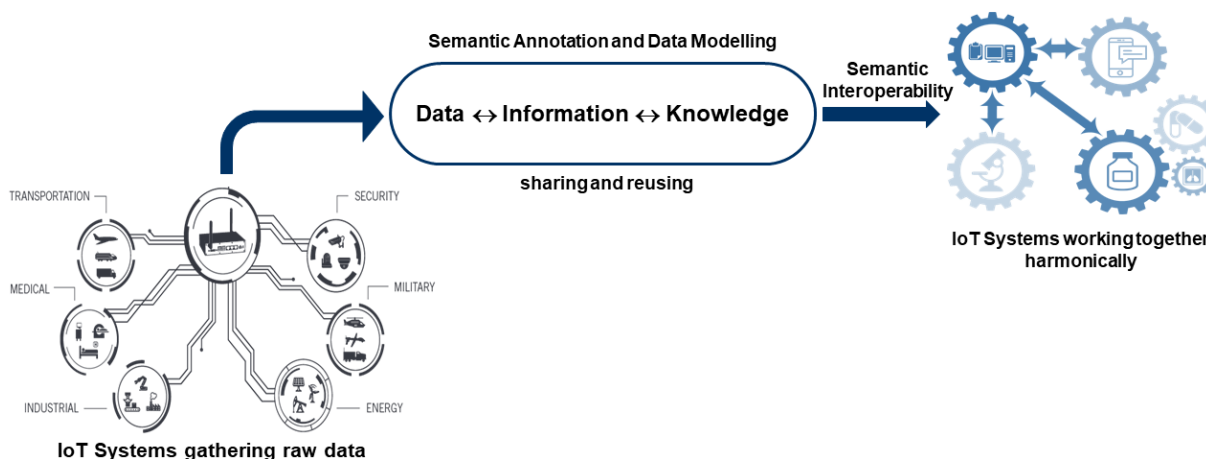 Semantic Annotation and Data Modelling
Data ↔ Information ↔ Knowledge
sharing and reusing
Semantic
Interoperability
TRANSPORTATION
SECURITY
MEDICAL
MILITARY
INDUSTRIAL
ENERGY
IoT Systems gathering raw data
IoT Systems working together
harmonically